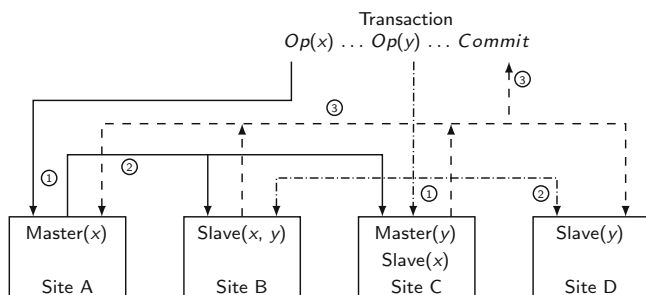 Transaction
Op(x) ... Op(y) ... Commit
③
③
① ② ① ②
Master(x) Slave(x, y) Master(y) Slave(y)
Slave(x)
Site A Site B Site C Site D